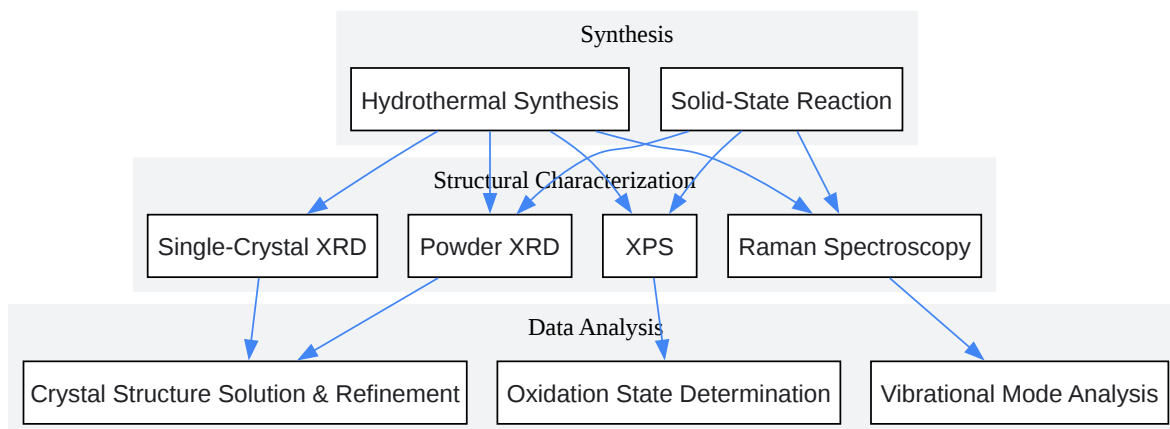 Synthesis
Hydrothermal Synthesis
Solid-State Reaction
Structural Characterization
Single-Crystal XRD
Powder XRD
XPS
Raman Spectroscopy
Data Analysis
Crystal Structure Solution & Refinement
Oxidation State Determination
Vibrational Mode Analysis